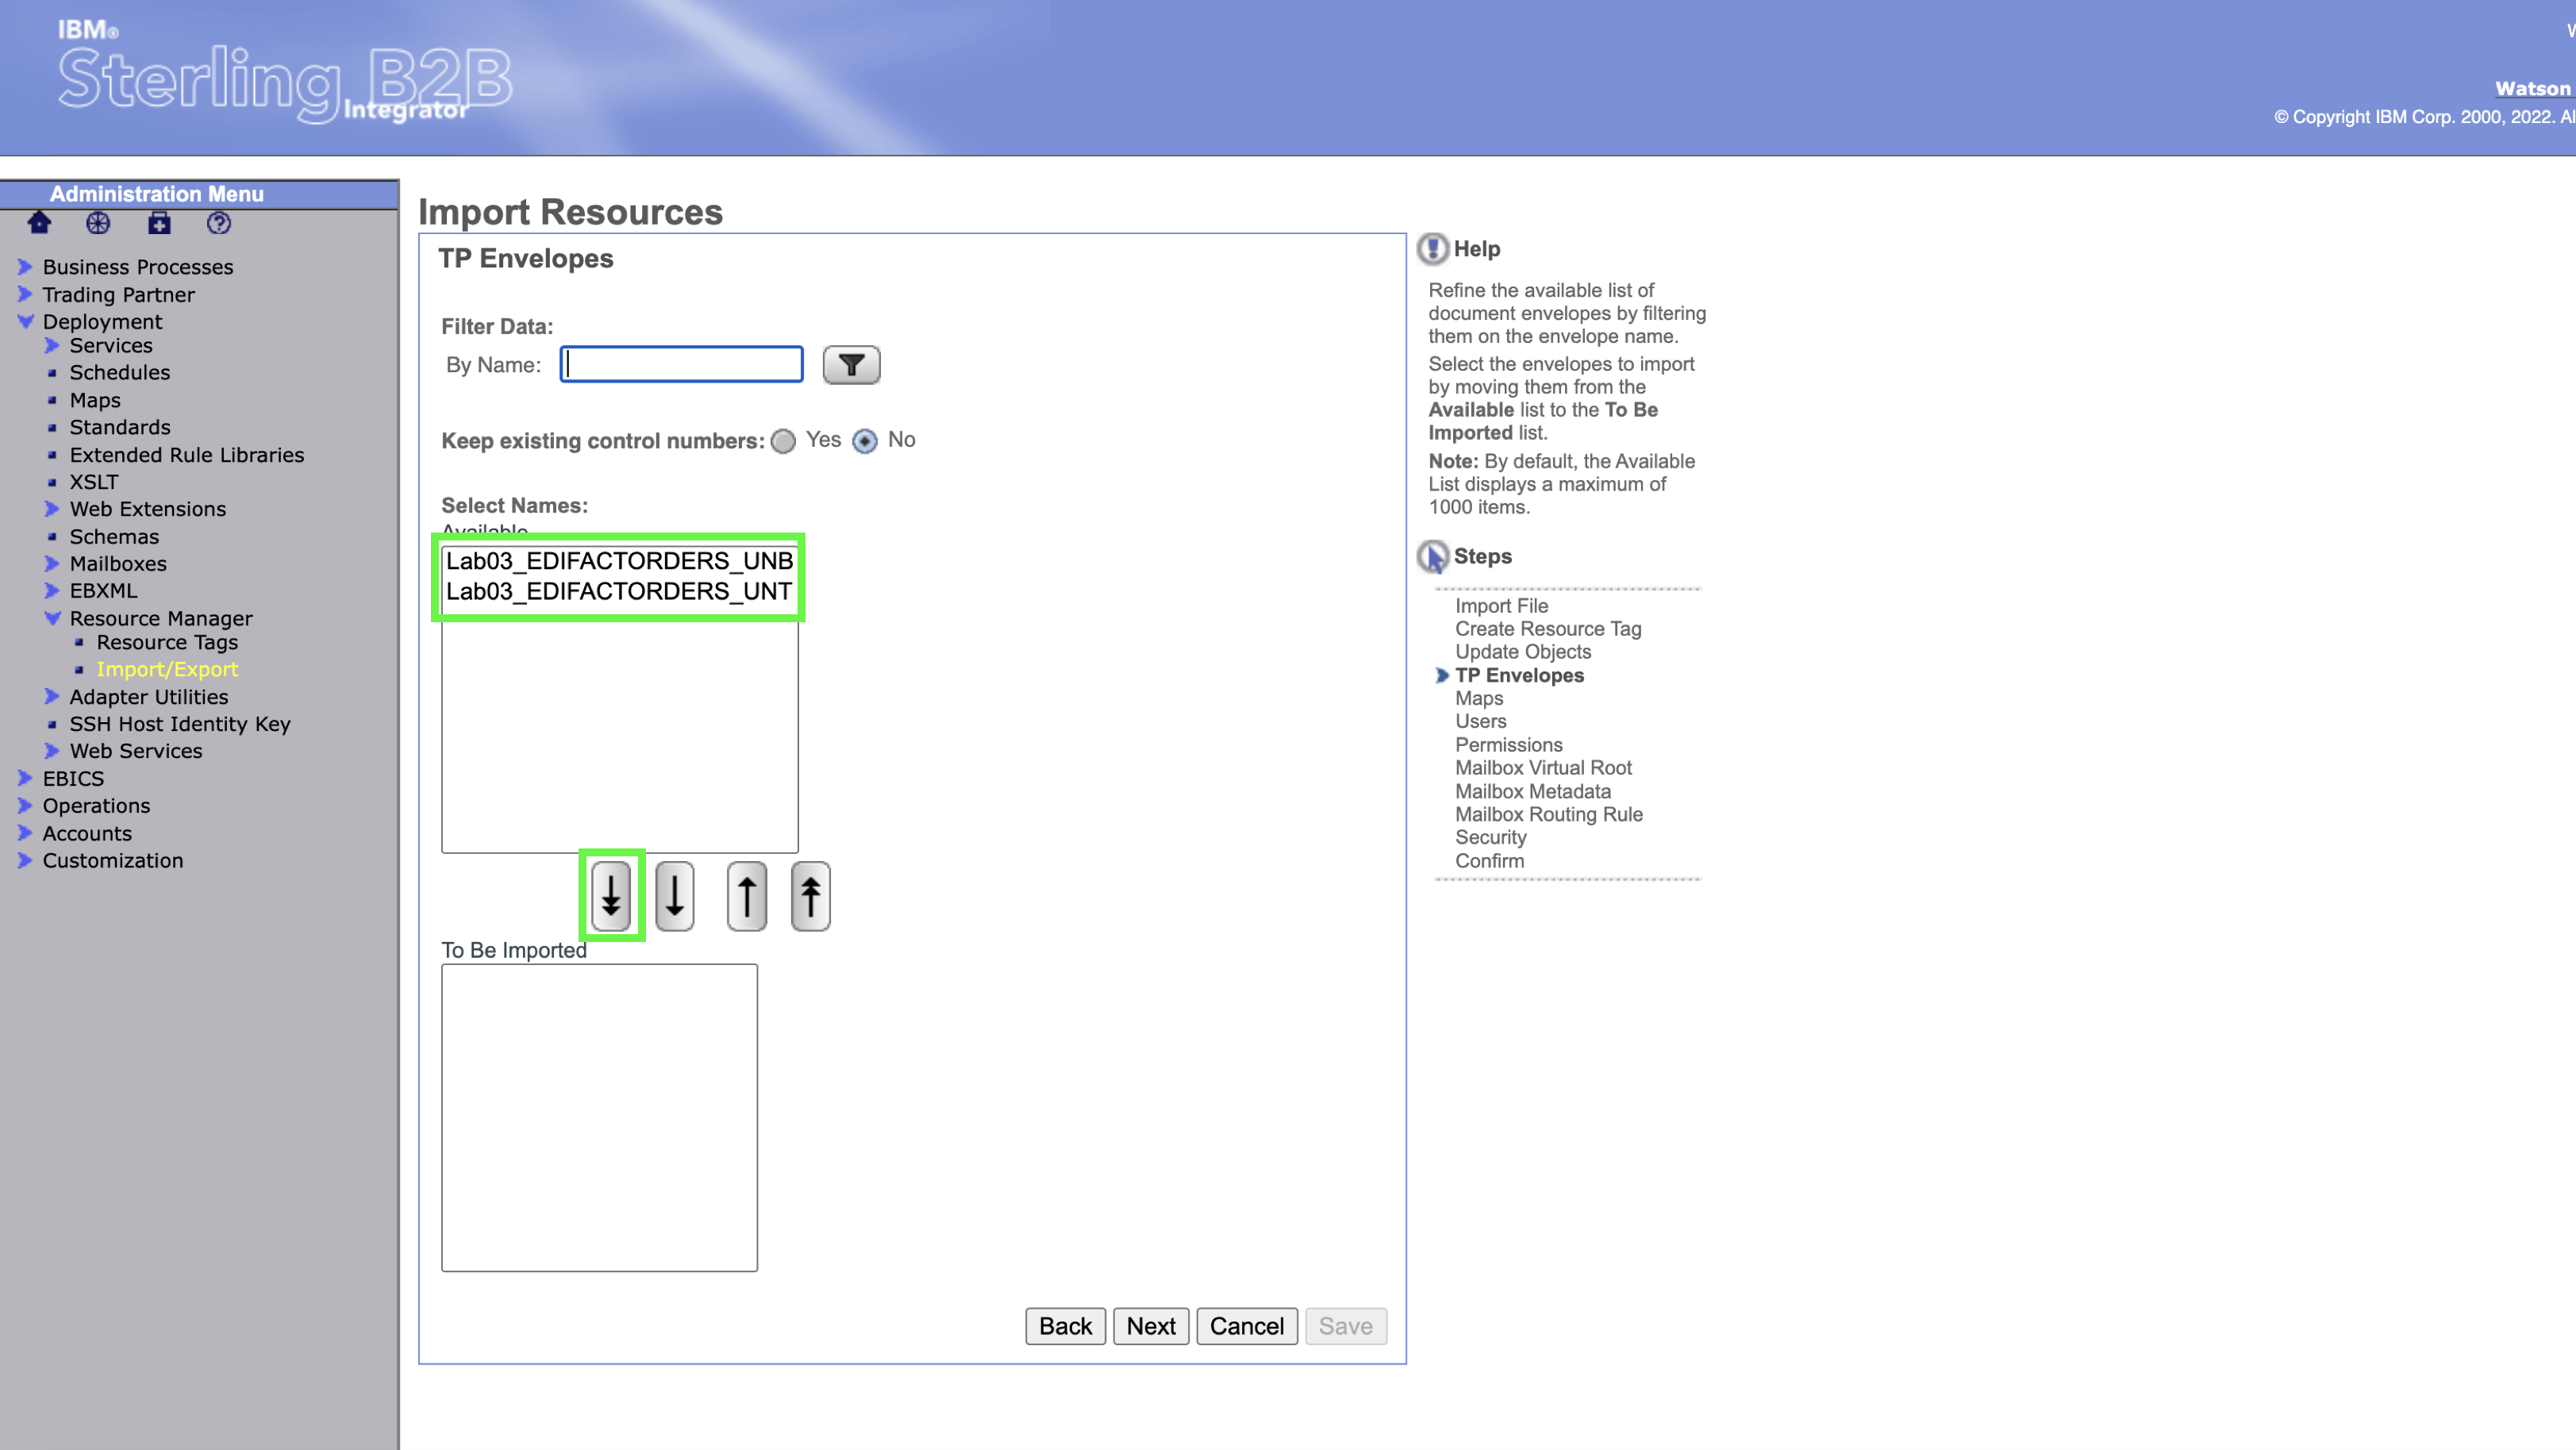 IBM®
Sterling B2B
Integrator
Watson
© Copyright IBM Corp. 2000, 2022. Al
Administration Menu
Business Processes
Trading Partner
Deployment
Services
Schedules
Maps
Standards
Extended Rule Libraries
XSLT
Web Extensions
Schemas
Mailboxes
EBXML
Resource Manager
Resource Tags
Import/Export
Adapter Utilities
SSH Host Identity Key
Web Services
EBICS
Operations
Accounts
Customization
Import Resources
TP Envelopes
Filter Data:
By Name:
Keep existing control numbers: Yes No
Select Names:
Available
Lab03_EDIFACTORDERS_UNB
Lab03_EDIFACTORDERS_UNT
To Be Imported
Back Next Cancel Save
Help
Refine the available list of
document envelopes by filtering
them on the envelope name.
Select the envelopes to import
by moving them from the
Available list to the To Be
Imported list.
Note: By default, the Available
List displays a maximum of
1000 items.
Steps
Import File
Create Resource Tag
Update Objects
TP Envelopes
Maps
Users
Permissions
Mailbox Virtual Root
Mailbox Metadata
Mailbox Routing Rule
Security
Confirm